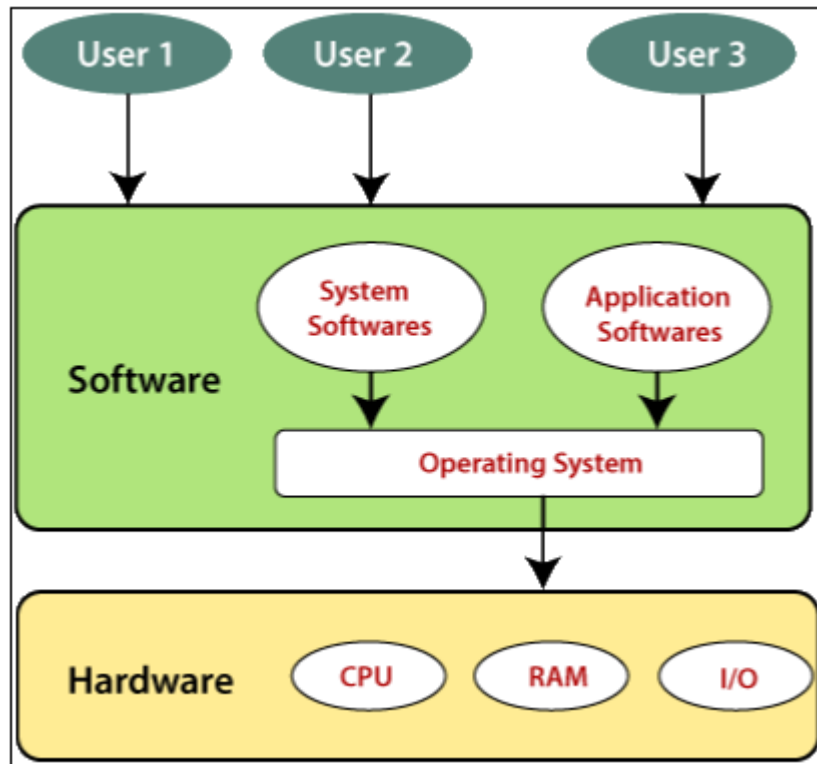 User 1
User 2
User 3
System
Softwares
Application
Softwares
Software
Operating System
Hardware
CPU
RAM
I/O